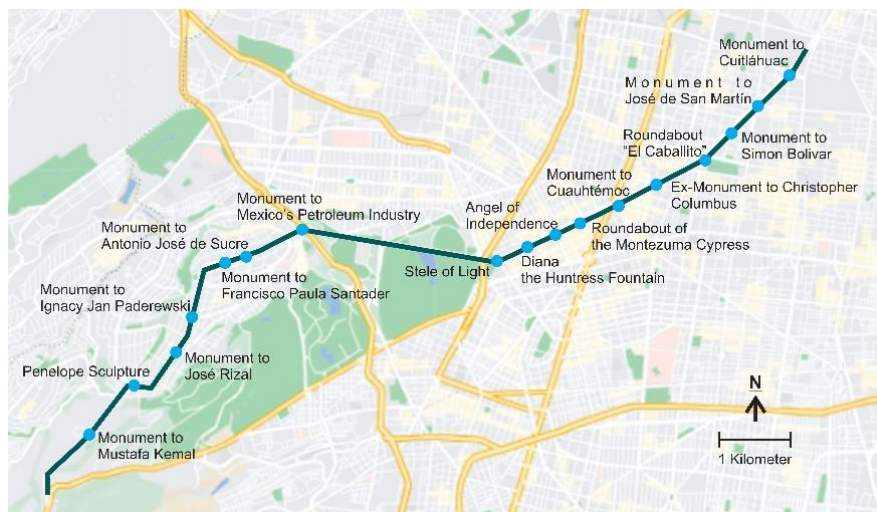 Monument to
Cuitláhuac
Monument to
José de San Martín
Roundabout
"El Caballito"
Monument to
Simon Bolivar
Monument to
Cuauhtémoc
Ex-Monument to Christopher
Columbus
Angel of
Independence
Roundabout of
the Montezuma Cypress
Monument to
Mexico's Petroleum Industry
Monument to
Antonio José de Sucre
Stele of Light
Diana
the Huntress Fountain
Monument to
Francisco Paula Santader
Monument to
Ignacy Jan Paderewski
Monument to
José Rizal
Penelope Sculpture
Monument to
Mustafa Kemal
N
1 Kilometer